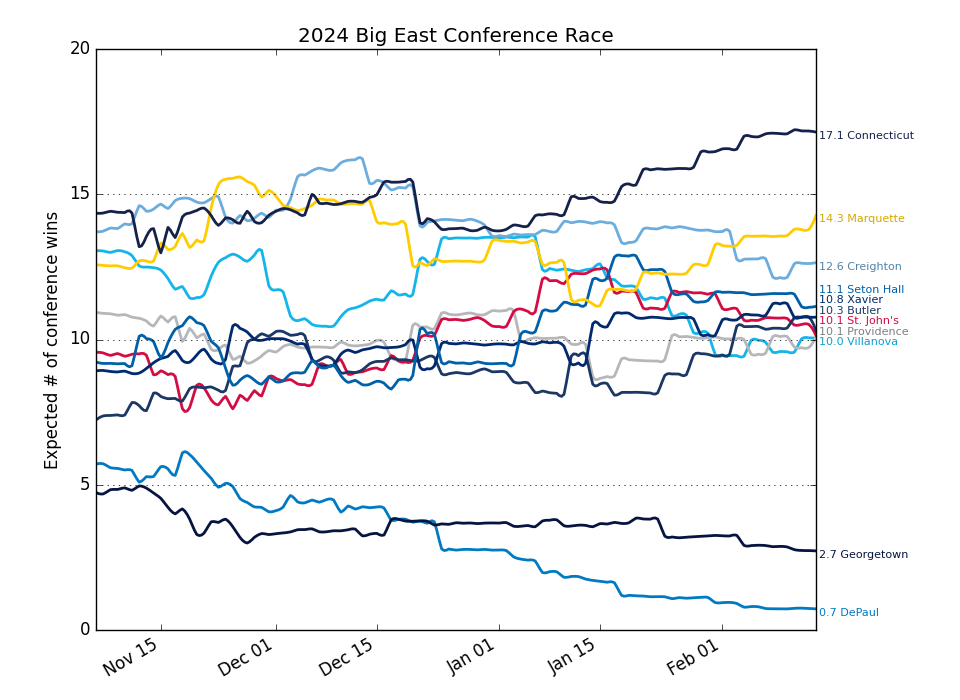 2024 Big East Conference Race
Expected # of conference wins
20
15
10
5
0
Nov 15
Dec 01
Dec 15
Jan 01
Jan 15
Feb 01
17.1 Connecticut
14.3 Marquette
12.6 Creighton
11.1 Seton Hall
10.8 Xavier
10.3 Butler
10.1 St. John's
10.1 Providence
10.0 Villanova
2.7 Georgetown
0.7 DePaul